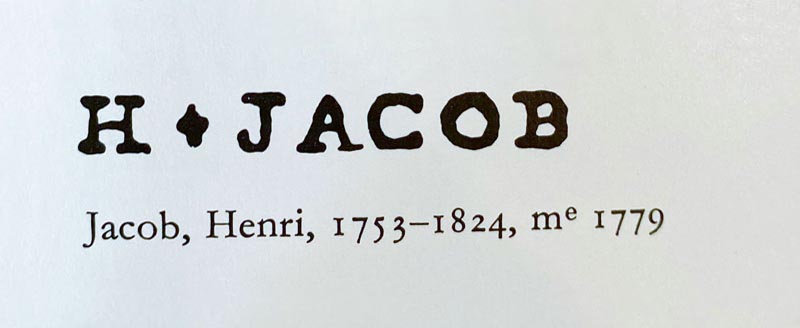 H♦JACOB
Jacob, Henri, 1753–1824, mᵉ 1779